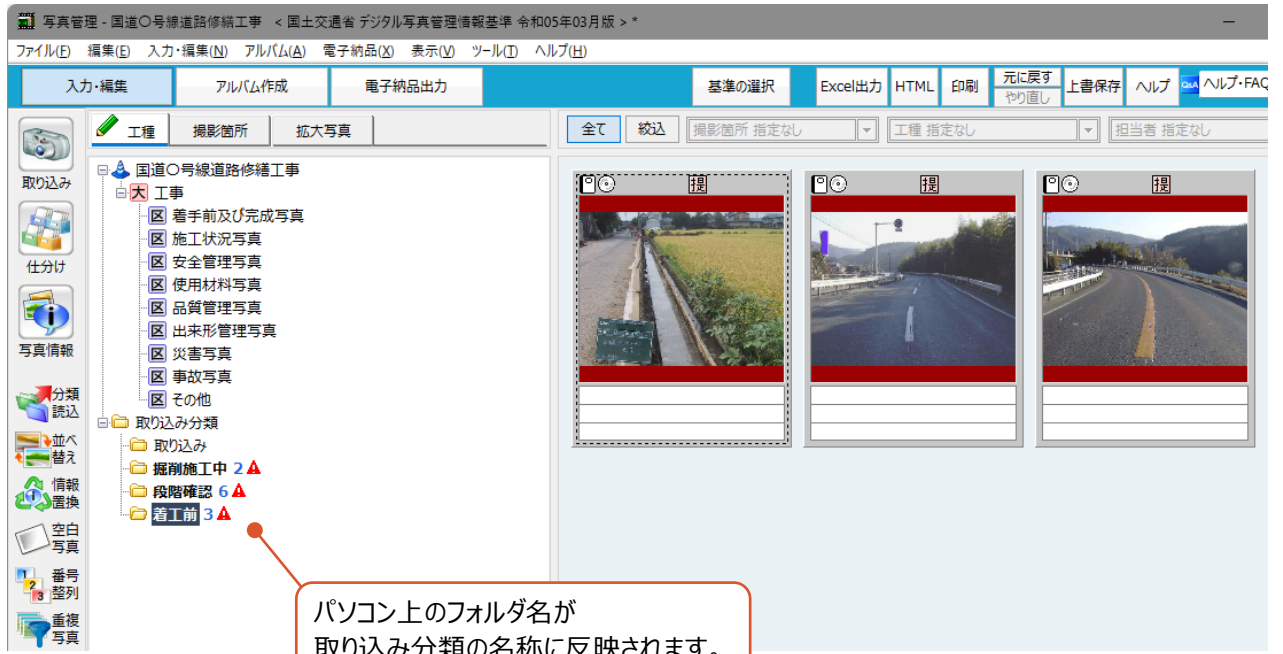 写真管理 - 国道〇号線道路修繕工事 < 国土交通省 デジタル写真管理情報基準 令和05年03月版 > *
ファイル(F) 編集(E) 入力・編集(N) アルバム(A) 電子納品(X) 表示(V) ツール(T) ヘルプ(H)
入力・編集 アルバム作成 電子納品出力 基準の選択 Excel出力 HTML 印刷 元に戻す やり直し 上書保存 ヘルプ Q&A ヘルプ・FAQ
工種 撮影箇所 拡大写真 全て 絞込 撮影箇所 指定なし 工種 指定なし 担当者 指定なし
取り込み
仕分け
写真情報
分類読込
並べ替え
情報置換
空白写真
番号整列
重複写真
国道〇号線道路修繕工事
大 工事
区 着手前及び完成写真
区 施工状況写真
区 安全管理写真
区 使用材料写真
区 品質管理写真
区 出来形管理写真
区 災害写真
区 事故写真
区 その他
取り込み分類
取り込み
掘削施工中 2
段階確認 6
着工前 3
提 提 提
パソコン上のフォルダ名が
取り込み分類の名称に反映されます。